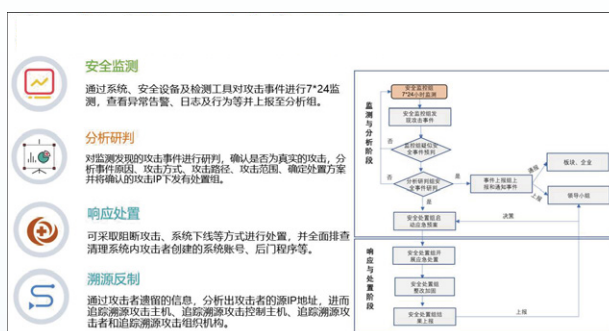 安全监测
通过系统、安全设备及检测工具对攻击事件进行7*24监
测，查看异常告警、日志及行为等并上报至分析组。
分析研判
对监测发现的攻击事件进行研判，确认是否为真实的攻击，分
析事件原因、攻击方式、攻击路径、攻击范围、确定处置方案
并将确认的攻击IP下发有处置组。
响应处置
可采取阻断攻击、系统下线等方式进行处置，并全面排查
清理系统内攻击者创建的系统账号、后门程序等。
溯源反制
通过攻击者遗留的信息，分析出攻击者的源IP地址，进而
追踪溯源攻击主机、追踪溯源攻击控制主机、追踪溯源攻
击者和追踪溯源攻击组织机构。
监测与分析阶段
安全监控组
7*24小时监测
安全监控组发
现攻击事件
否
监控组疑似安
全事件预判
是
否
分析研判组安
全事件研判
是
事件上报组上
报和通知事件
通报
板块、企业
上报
领导小组
是
安全处置组启
动应急预案
决策
响应与处置阶段
安全处置组开
展应急处置
安全处置组
整改加固
安全处置组结
果上报
上报